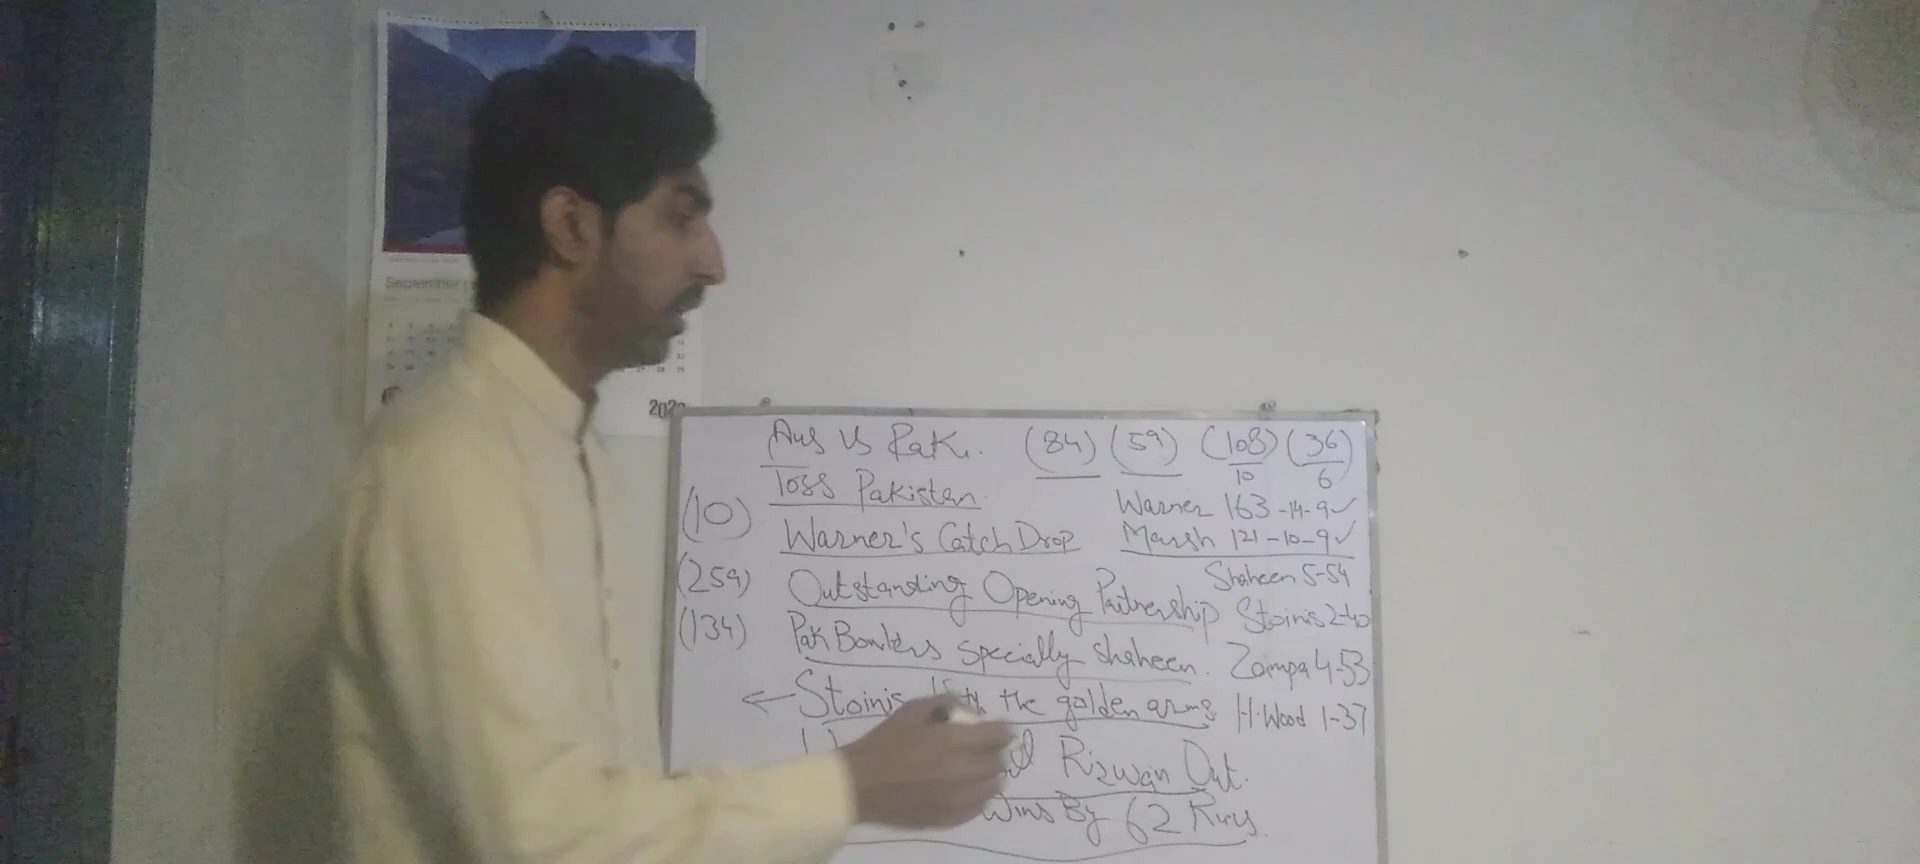 September
202
Aus vs Pak. (84) (59) (108)/10 (36)/6
Toss Pakistan.
Warner 163-14-9✓
(10) Warner's Catch Drop
Marsh 121-10-9✓
(259) Outstanding Opening Partnership
Shaheen 5-54
Stoinis 2-40
(134) Pak Bowlers specially Shaheen.
Zampa 4-53
← Stoinis the golden arms
H.Wood 1-37
Rizwan Out.
Wins By 62 Runs.